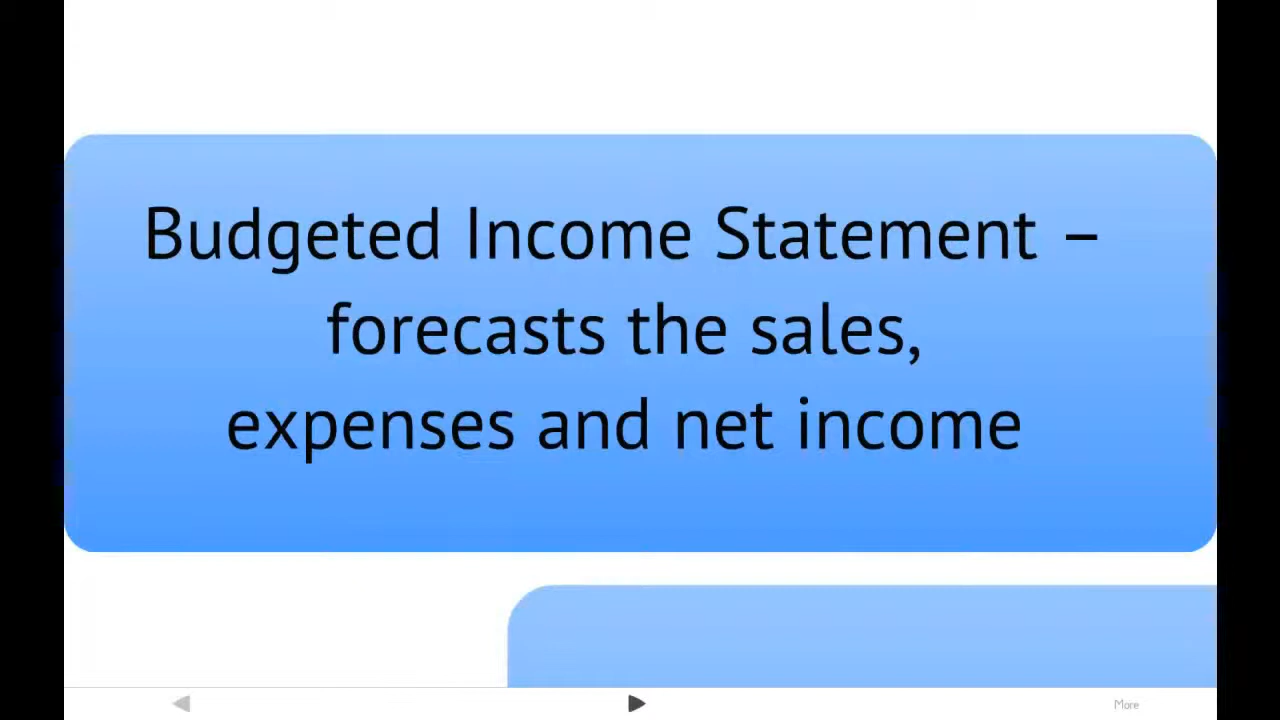 Budgeted Income Statement –
forecasts the sales,
expenses and net income
More